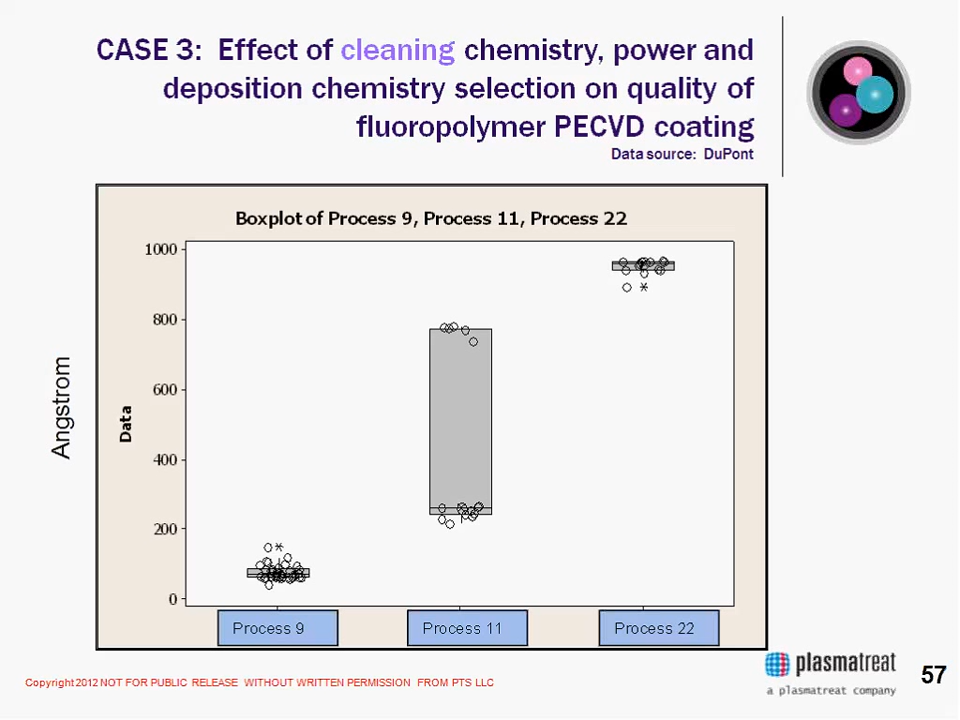 CASE 3: Effect of cleaning chemistry, power and
deposition chemistry selection on quality of
fluoropolymer PECVD coating
Data source: DuPont
Boxplot of Process 9, Process 11, Process 22
1000
800
600
400
200
0
Data
Angstrom
Process 9
Process 11
Process 22
Copyright 2012 NOT FOR PUBLIC RELEASE WITHOUT WRITTEN PERMISSION FROM PTS LLC
plasmatreat
a plasmatreat company
57